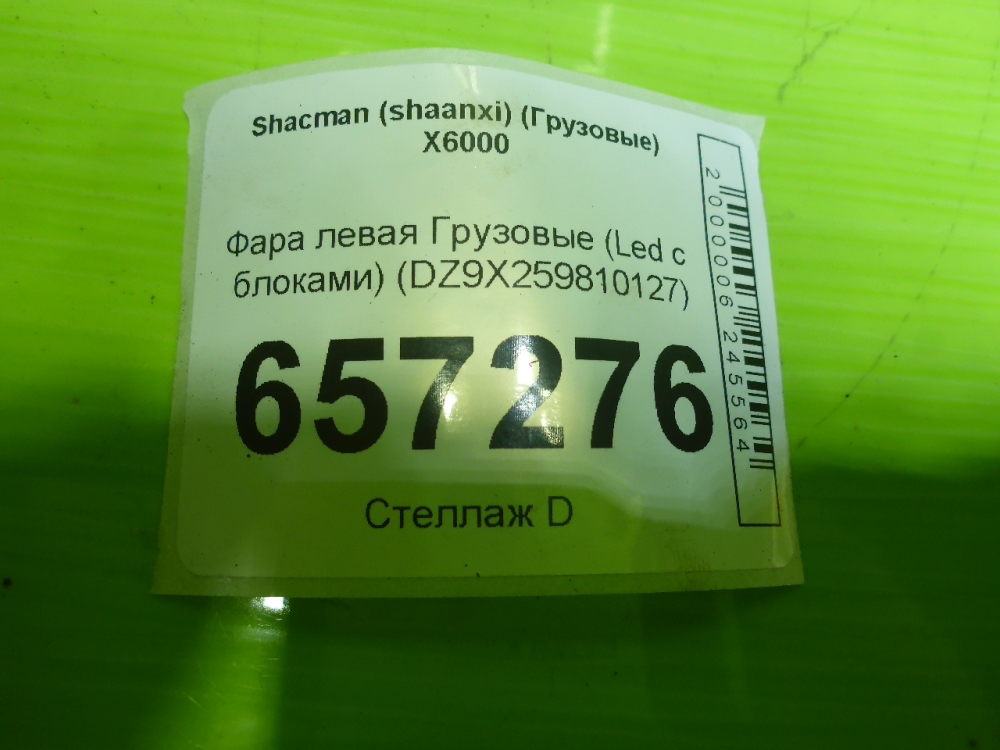 Shacman (shaanxi) (Грузовые)
X6000
Фара левая Грузовые (Led с
блоками) (DZ9X259810127)
657276
Стеллаж D
2000006245564